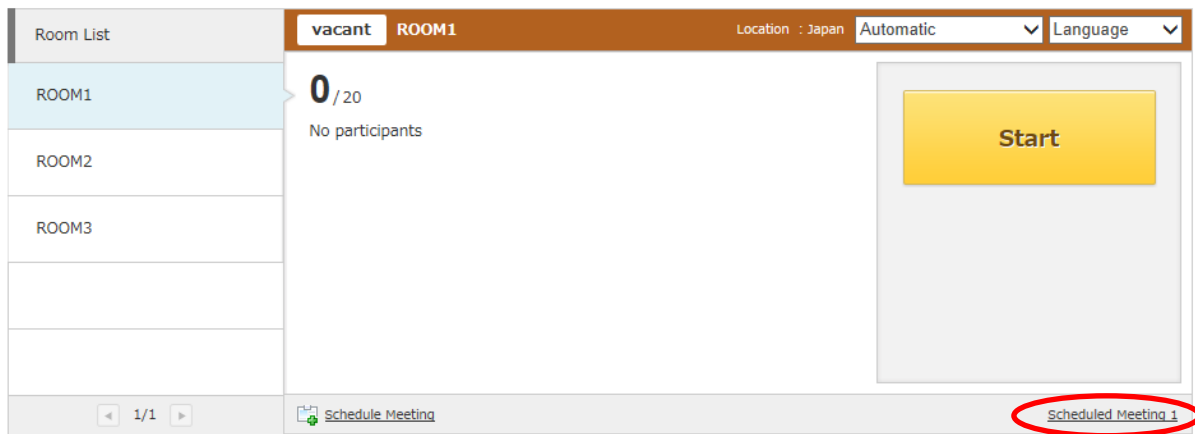 Room List
vacant ROOM1 Location : Japan Automatic Language
ROOM1
0 / 20
No participants
Start
ROOM2
ROOM3
1/1
Schedule Meeting
Scheduled Meeting 1